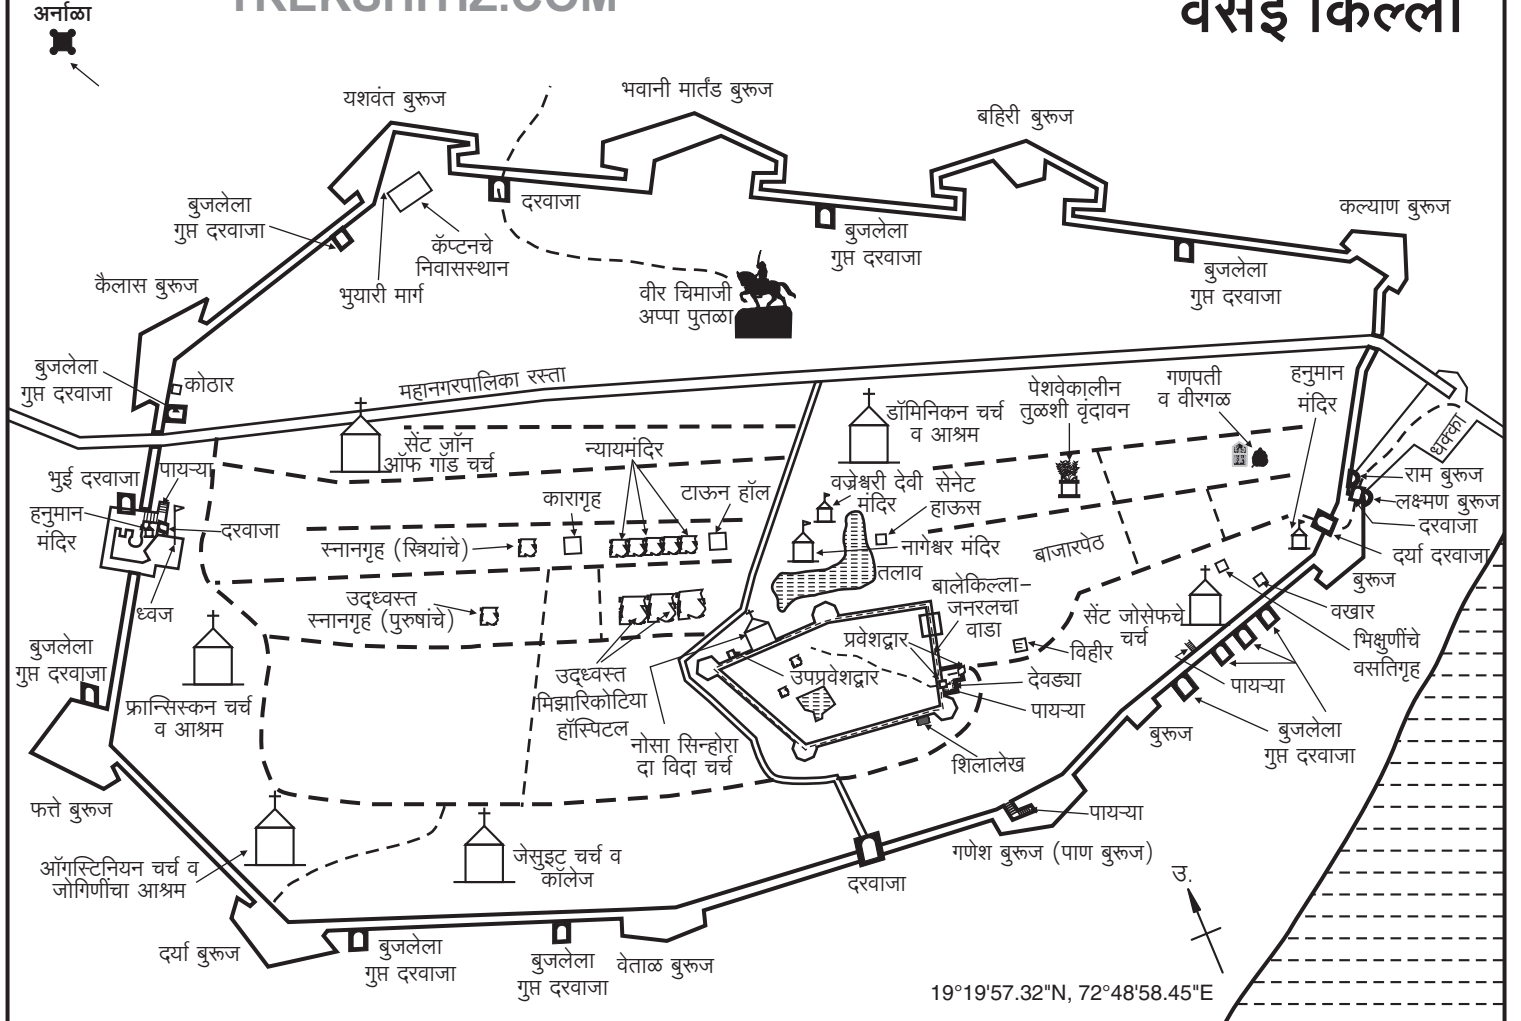 TREKSHITIZ.COM
वसई किल्ला
अर्नाळा
यशवंत बुरूज
भवानी मार्तंड बुरूज
बहिरी बुरूज
कल्याण बुरूज
बुजलेला
गुप्त दरवाजा
दरवाजा
कॅप्टनचे
निवासस्थान
भुयारी मार्ग
बुजलेला
गुप्त दरवाजा
बुजलेला
गुप्त दरवाजा
कैलास बुरूज
वीर चिमाजी
अप्पा पुतळा
बुजलेला
गुप्त दरवाजा
कोठार
महानगरपालिका रस्ता
सेंट जॉन
ऑफ गॉड चर्च
न्यायमंदिर
डॉमिनिकन चर्च
व आश्रम
पेशवेकालीन
तुळशी वृंदावन
गणपती
व वीरगळ
हनुमान
मंदिर
धक्का
भुई दरवाजा
पायऱ्या
हनुमान
मंदिर
दरवाजा
ध्वज
कारागृह
टाऊन हॉल
वज्रेश्वरी देवी
मंदिर
सेनेट
हाऊस
राम बुरूज
लक्ष्मण बुरूज
दरवाजा
दर्या दरवाजा
बुरूज
स्नानगृह (स्त्रियांचे)
नागेश्वर मंदिर
तलाव
बाजारपेठ
उद्ध्वस्त
स्नानगृह (पुरुषांचे)
बालेकिल्ला–
जनरलचा
वाडा
सेंट जोसेफचे
चर्च
वखार
भिक्षुणींचे
वसतिगृह
बुजलेला
गुप्त दरवाजा
प्रवेशद्वार
विहीर
उपप्रवेशद्वार
देवड्या
पायऱ्या
पायऱ्या
फ्रान्सिस्कन चर्च
व आश्रम
उद्ध्वस्त
मिझारिकोटिया
हॉस्पिटल
नोसा सिन्होरा
दा विदा चर्च
शिलालेख
बुरूज
बुजलेला
गुप्त दरवाजा
फत्ते बुरूज
पायऱ्या
ऑगस्टिनियन चर्च व
जोगिणींचा आश्रम
जेसुइट चर्च व
कॉलेज
दरवाजा
गणेश बुरूज (पाण बुरूज)
उ.
दर्या बुरूज
बुजलेला
गुप्त दरवाजा
बुजलेला
गुप्त दरवाजा
वेताळ बुरूज
19°19'57.32"N, 72°48'58.45"E